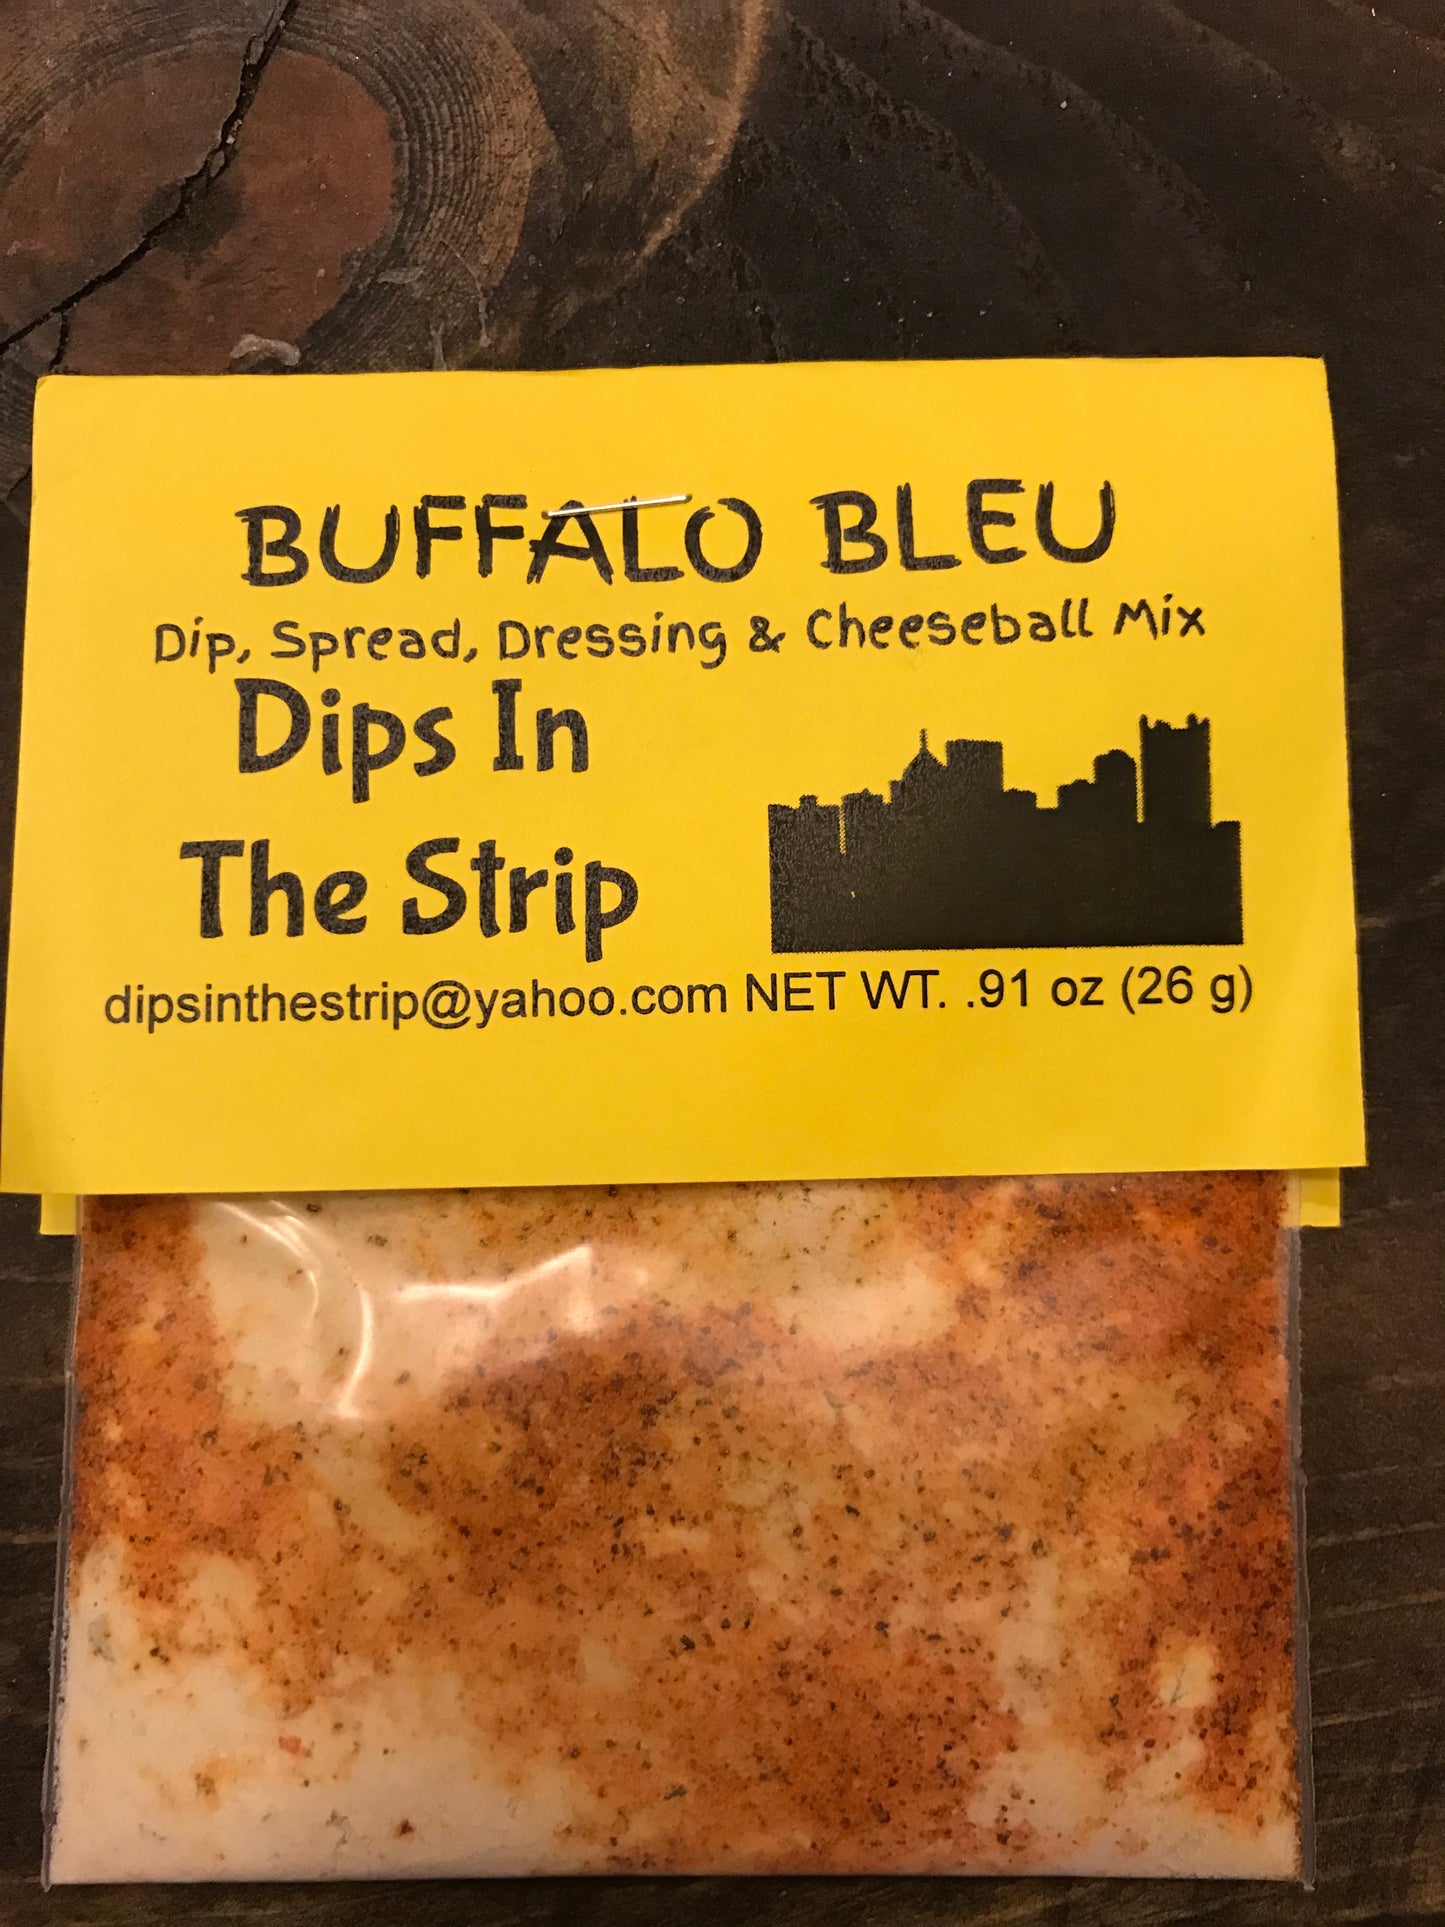 BUFFALO BLEU
Dip, Spread, Dressing & Cheeseball Mix
Dips In
The Strip
dipsinthestrip@yahoo.com NET WT. .91 oz (26 g)